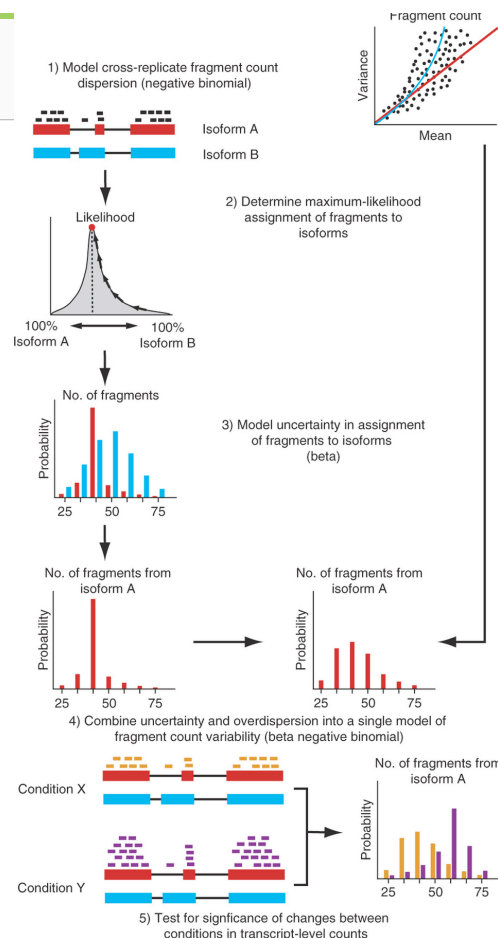 Fragment count
1) Model cross-replicate fragment count
dispersion (negative binomial)
Variance
Mean
Isoform A
Isoform B
2) Determine maximum-likelihood
assignment of fragments to
isoforms
Likelihood
100%
Isoform A
100%
Isoform B
No. of fragments
3) Model uncertainty in assignment
of fragments to isoforms
(beta)
Probability
25 50 75
No. of fragments from
isoform A
Probability
25 50 75
No. of fragments from
isoform A
Probability
25 50 75
4) Combine uncertainty and overdispersion into a single model of
fragment count variability (beta negative binomial)
Condition X
Condition Y
No. of fragments from
isoform A
Probability
25 50 75
5) Test for signficance of changes between
conditions in transcript-level counts